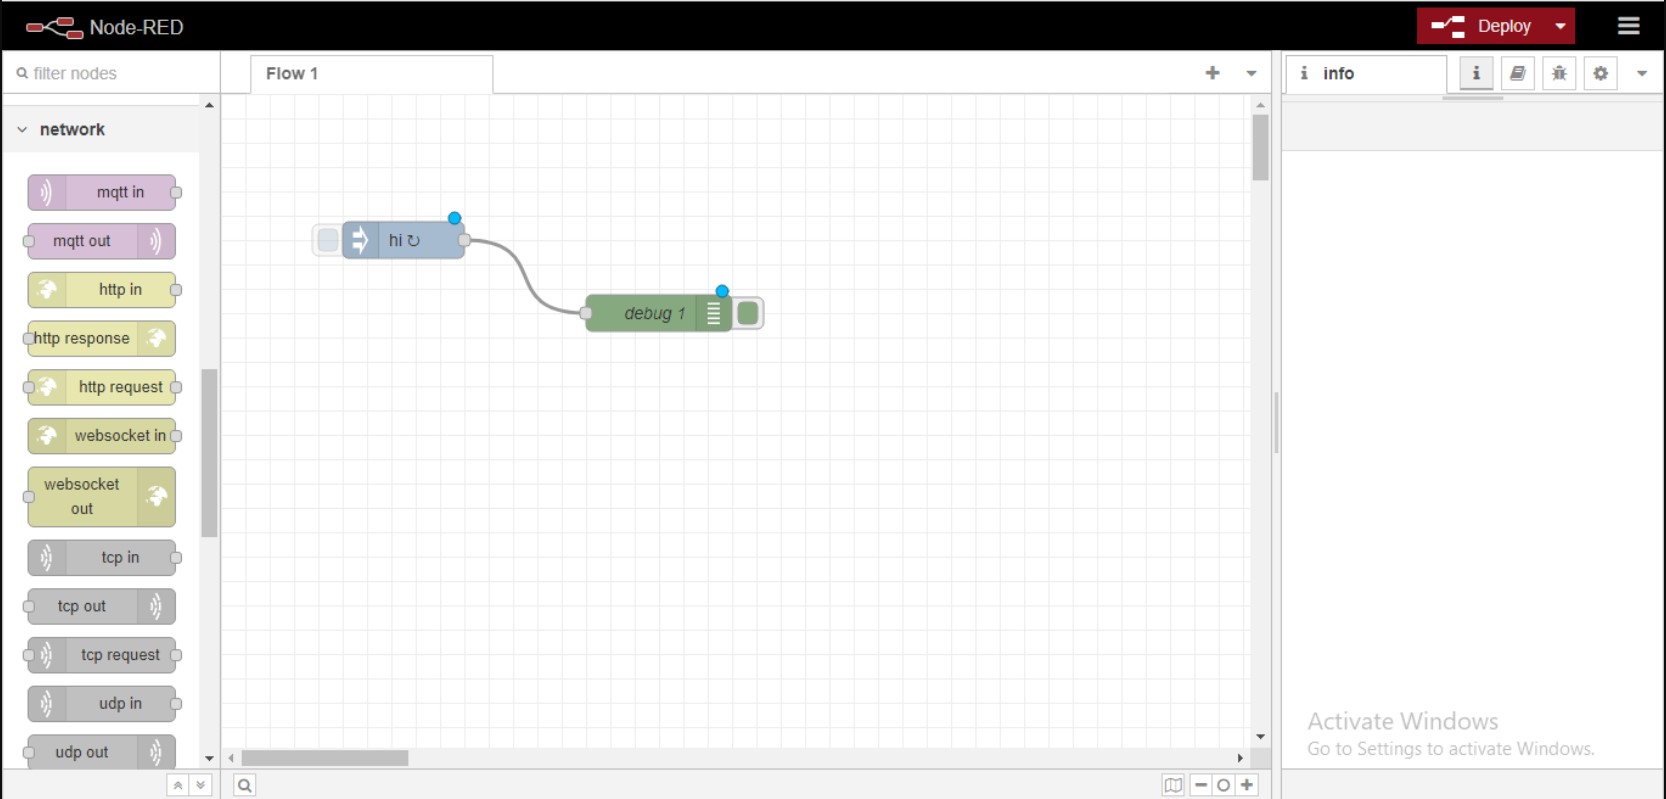 Node-RED
Deploy
filter nodes
Flow 1
info
network
mqtt in
mqtt out
http in
http response
http request
websocket in
websocket
out
tcp in
tcp out
tcp request
udp in
udp out
hi ↻
debug 1
Activate Windows
Go to Settings to activate Windows.